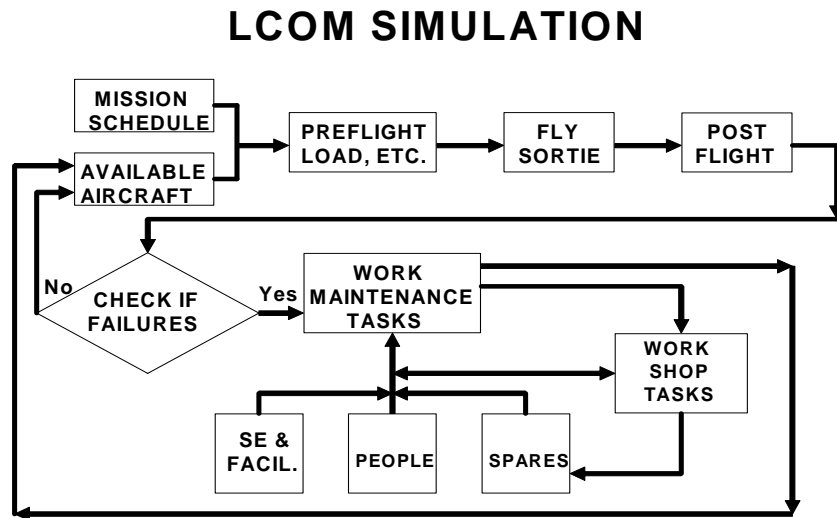 LCOM SIMULATION
MISSION
SCHEDULE
AVAILABLE
AIRCRAFT
PREFLIGHT
LOAD, ETC.
FLY
SORTIE
POST
FLIGHT
No
CHECK IF
FAILURES
Yes
WORK
MAINTENANCE
TASKS
WORK
SHOP
TASKS
SE &
FACIL.
PEOPLE
SPARES